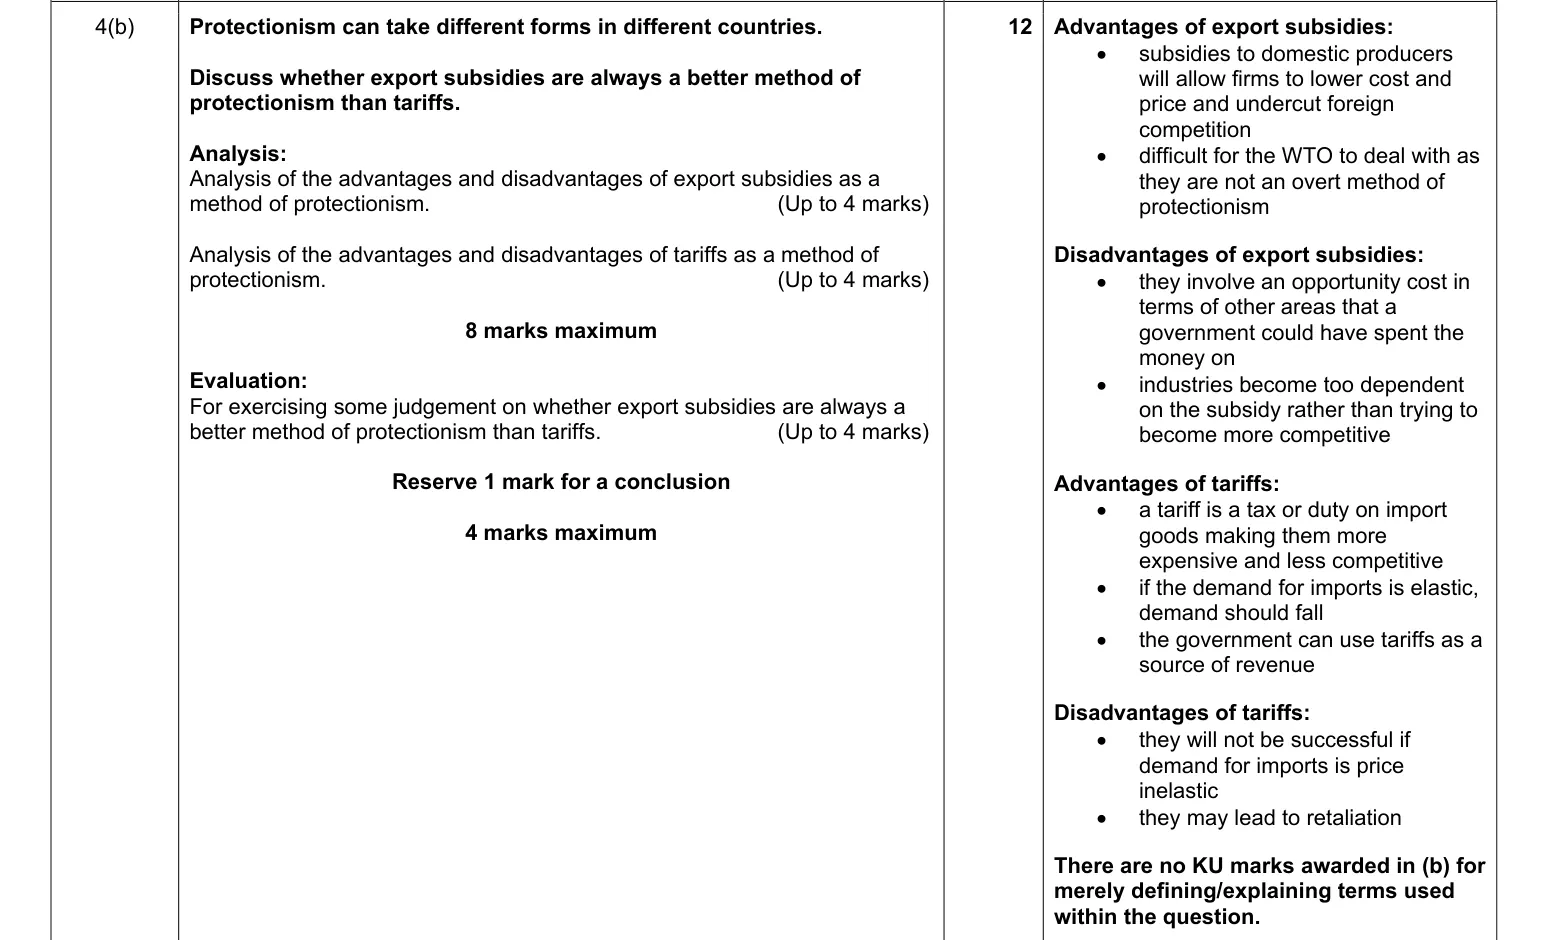 4(b)
Protectionism can take different forms in different countries.
Discuss whether export subsidies are always a better method of
protectionism than tariffs.
Analysis:
Analysis of the advantages and disadvantages of export subsidies as a
method of protectionism. (Up to 4 marks)
Analysis of the advantages and disadvantages of tariffs as a method of
protectionism. (Up to 4 marks)
8 marks maximum
Evaluation:
For exercising some judgement on whether export subsidies are always a
better method of protectionism than tariffs. (Up to 4 marks)
Reserve 1 mark for a conclusion
4 marks maximum
12
Advantages of export subsidies:
• subsidies to domestic producers
will allow firms to lower cost and
price and undercut foreign
competition
• difficult for the WTO to deal with as
they are not an overt method of
protectionism
Disadvantages of export subsidies:
• they involve an opportunity cost in
terms of other areas that a
government could have spent the
money on
• industries become too dependent
on the subsidy rather than trying to
become more competitive
Advantages of tariffs:
• a tariff is a tax or duty on import
goods making them more
expensive and less competitive
• if the demand for imports is elastic,
demand should fall
• the government can use tariffs as a
source of revenue
Disadvantages of tariffs:
• they will not be successful if
demand for imports is price
inelastic
• they may lead to retaliation
There are no KU marks awarded in (b) for
merely defining/explaining terms used
within the question.